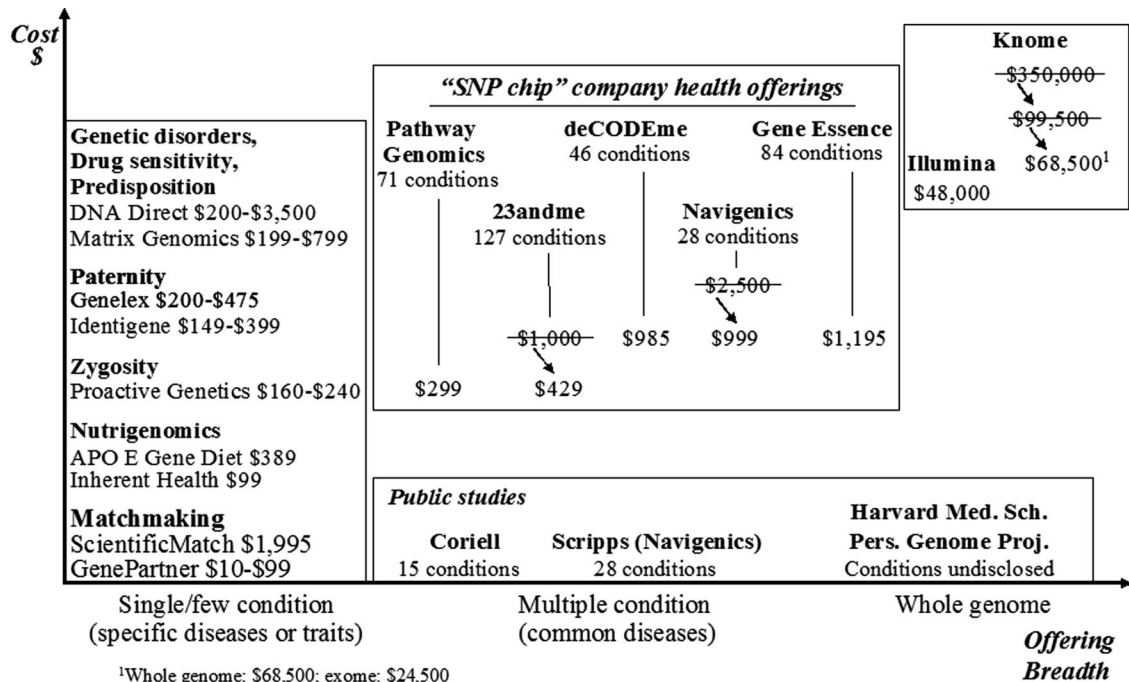 Cost
$
Genetic disorders,
Drug sensitivity,
Predisposition
DNA Direct $200-$3,500
Matrix Genomics $199-$799
Paternity
Genelex $200-$475
Identigene $149-$399
Zygosity
Proactive Genetics $160-$240
Nutrigenomics
APO E Gene Diet $389
Inherent Health $99
Matchmaking
ScientificMatch $1,995
GenePartner $10-$99
“SNP chip” company health offerings
Pathway
Genomics
71 conditions
$299
23andme
127 conditions
$1,000
$429
deCODEme
46 conditions
$985
Navigenics
28 conditions
$2,500
$999
Gene Essence
84 conditions
$1,195
Knome
$350,000
$99,500
$68,500¹
Illumina
$48,000
Public studies
Coriell
15 conditions
Scripps (Navigenics)
28 conditions
Harvard Med. Sch.
Pers. Genome Proj.
Conditions undisclosed
Single/few condition
(specific diseases or traits)
Multiple condition
(common diseases)
Whole genome
Offering
Breadth
¹Whole genome: $68,500; exome: $24,500